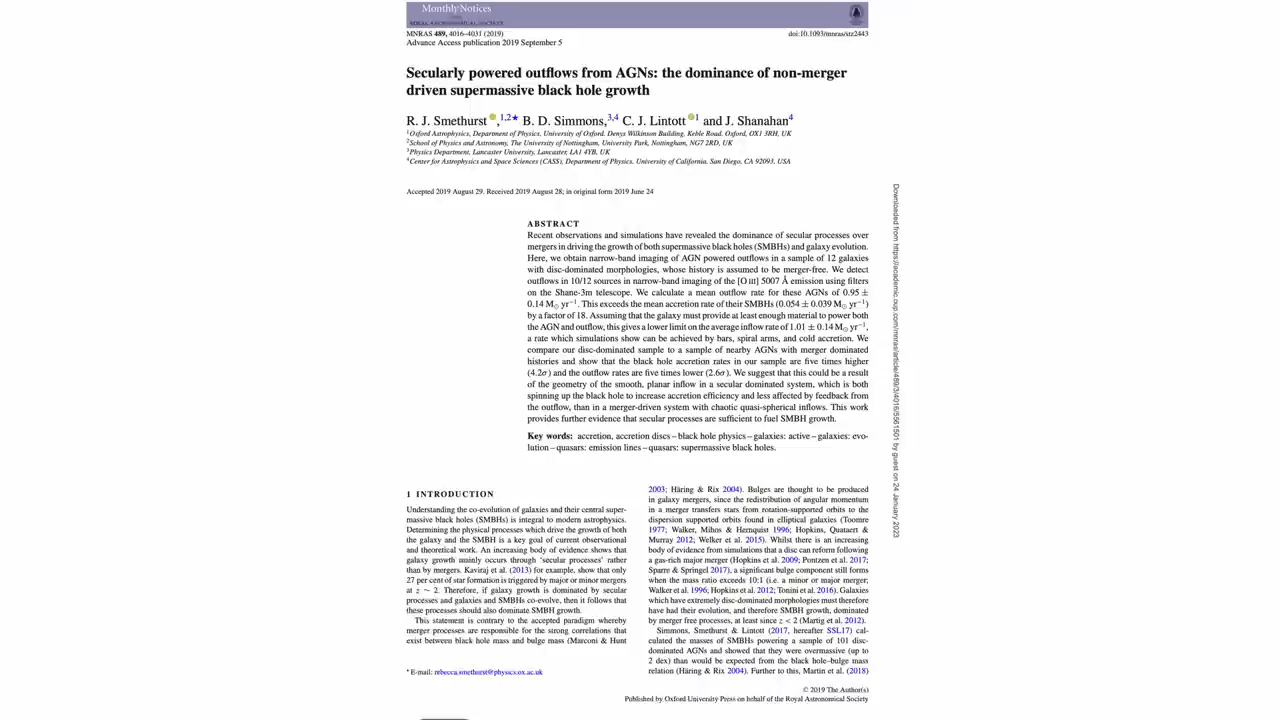 Monthly Notices
ROYAL ASTRONOMICAL SOCIETY
MNRAS 489, 4016–4031 (2019)
doi:10.1093/mnras/stz2443
Advance Access publication 2019 September 5
Secularly powered outflows from AGNs: the dominance of non-merger
driven supermassive black hole growth
R. J. Smethurst ,1,2★ B. D. Simmons,3,4 C. J. Lintott 1 and J. Shanahan4
1Oxford Astrophysics, Department of Physics, University of Oxford. Denys Wilkinson Building, Keble Road. Oxford, OX1 3RH, UK
2School of Physics and Astronomy, The University of Nottingham, University Park, Nottingham, NG7 2RD, UK
3Physics Department, Lancaster University, Lancaster, LA1 4YB, UK
4Center for Astrophysics and Space Sciences (CASS), Department of Physics. University of California, San Diego, CA 92093. USA
Accepted 2019 August 29. Received 2019 August 28; in original form 2019 June 24
ABSTRACT
Recent observations and simulations have revealed the dominance of secular processes over
mergers in driving the growth of both supermassive black holes (SMBHs) and galaxy evolution.
Here, we obtain narrow-band imaging of AGN powered outflows in a sample of 12 galaxies
with disc-dominated morphologies, whose history is assumed to be merger-free. We detect
outflows in 10/12 sources in narrow-band imaging of the [O III] 5007 Å emission using filters
on the Shane-3m telescope. We calculate a mean outflow rate for these AGNs of 0.95 ±
0.14 M⊙ yr−1. This exceeds the mean accretion rate of their SMBHs (0.054 ± 0.039 M⊙ yr−1)
by a factor of 18. Assuming that the galaxy must provide at least enough material to power both
the AGN and outflow, this gives a lower limit on the average inflow rate of 1.01 ± 0.14 M⊙ yr−1,
a rate which simulations show can be achieved by bars, spiral arms, and cold accretion. We
compare our disc-dominated sample to a sample of nearby AGNs with merger dominated
histories and show that the black hole accretion rates in our sample are five times higher
(4.2σ) and the outflow rates are five times lower (2.6σ). We suggest that this could be a result
of the geometry of the smooth, planar inflow in a secular dominated system, which is both
spinning up the black hole to increase accretion efficiency and less affected by feedback from
the outflow, than in a merger-driven system with chaotic quasi-spherical inflows. This work
provides further evidence that secular processes are sufficient to fuel SMBH growth.
Key words: accretion, accretion discs – black hole physics – galaxies: active – galaxies: evo-
lution – quasars: emission lines – quasars: supermassive black holes.
1 INTRODUCTION
Understanding the co-evolution of galaxies and their central super-
massive black holes (SMBHs) is integral to modern astrophysics.
Determining the physical processes which drive the growth of both
the galaxy and the SMBH is a key goal of current observational
and theoretical work. An increasing body of evidence shows that
galaxy growth mainly occurs through ‘secular processes’ rather
than by mergers. Kaviraj et al. (2013) for example, show that only
27 per cent of star formation is triggered by major or minor mergers
at z ∼ 2. Therefore, if galaxy growth is dominated by secular
processes and galaxies and SMBHs co-evolve, then it follows that
these processes should also dominate SMBH growth.
This statement is contrary to the accepted paradigm whereby
merger processes are responsible for the strong correlations that
exist between black hole mass and bulge mass (Marconi & Hunt
* E-mail: rebecca.smethurst@physics.ox.ac.uk
2003; Häring & Rix 2004). Bulges are thought to be produced
in galaxy mergers, since the redistribution of angular momentum
in a merger transfers stars from rotation-supported orbits to the
dispersion supported orbits found in elliptical galaxies (Toomre
1977; Walker, Mihos & Hernquist 1996; Hopkins, Quataert &
Murray 2012; Welker et al. 2015). Whilst there is an increasing
body of evidence from simulations that a disc can reform following
a gas-rich major merger (Hopkins et al. 2009; Pontzen et al. 2017;
Sparre & Springel 2017), a significant bulge component still forms
when the mass ratio exceeds 10:1 (i.e. a minor or major merger;
Walker et al. 1996; Hopkins et al. 2012; Tonini et al. 2016). Galaxies
which have extremely disc-dominated morphologies must therefore
have had their evolution, and therefore SMBH growth, dominated
by merger free processes, at least since z < 2 (Martig et al. 2012).
Simmons, Smethurst & Lintott (2017, hereafter SSL17) cal-
culated the masses of SMBHs powering a sample of 101 disc-
dominated AGNs and showed that they were overmassive (up to
2 dex) than would be expected from the black hole–bulge mass
relation (Häring & Rix 2004). Further to this, Martin et al. (2018)
© 2019 The Author(s)
Published by Oxford University Press on behalf of the Royal Astronomical Society
Downloaded from https://academic.oup.com/mnras/article/489/3/4016/5561501 by guest on 24 January 2023